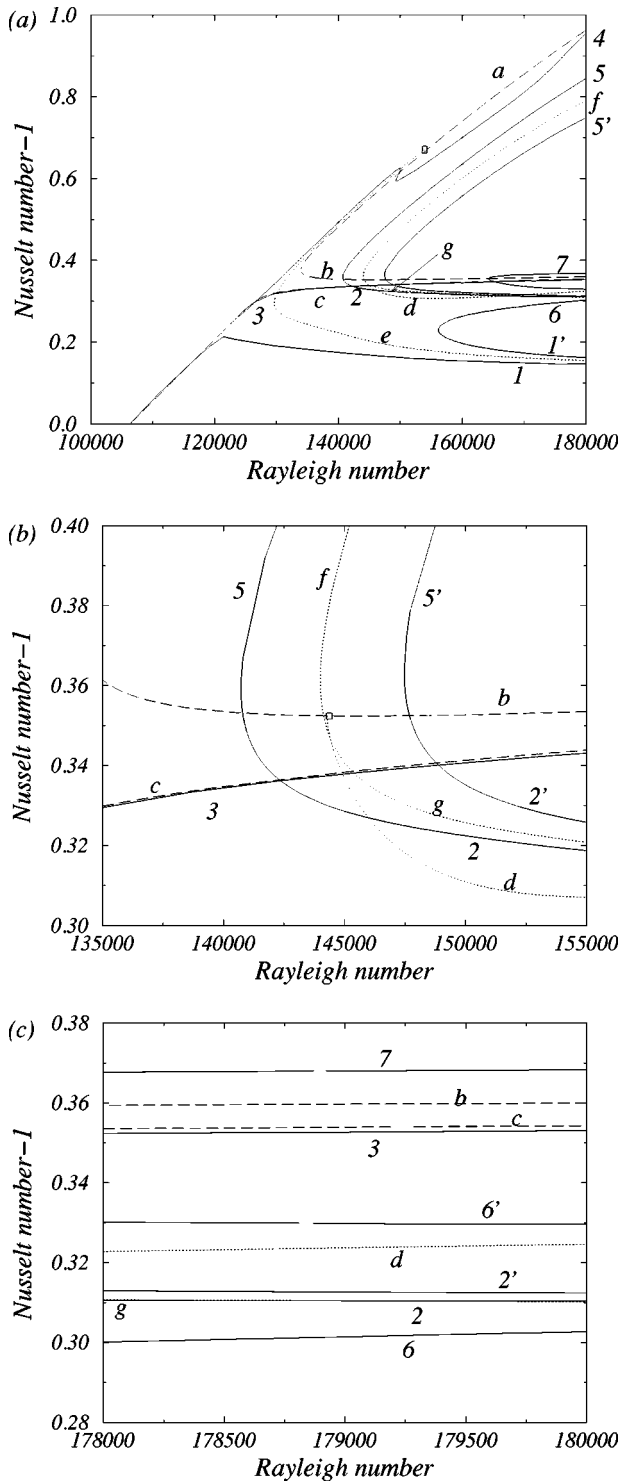 (a)
1.0
0.8
0.6
0.4
0.2
0.0
Nusselt number−1
a
4
5
f
5'
g
7
b
2
c
d
3
6
e
1'
1
100000 120000 140000 160000 180000
Rayleigh number
(b)
0.40
0.38
0.36
0.34
0.32
0.30
Nusselt number−1
f
5
5'
b
c
3
2'
g
2
d
135000 140000 145000 150000 155000
Rayleigh number
(c)
0.38
0.36
0.34
0.32
0.30
0.28
Nusselt number−1
7
b
c
3
6'
d
2'
g
2
6
178000 178500 179000 179500 180000
Rayleigh number